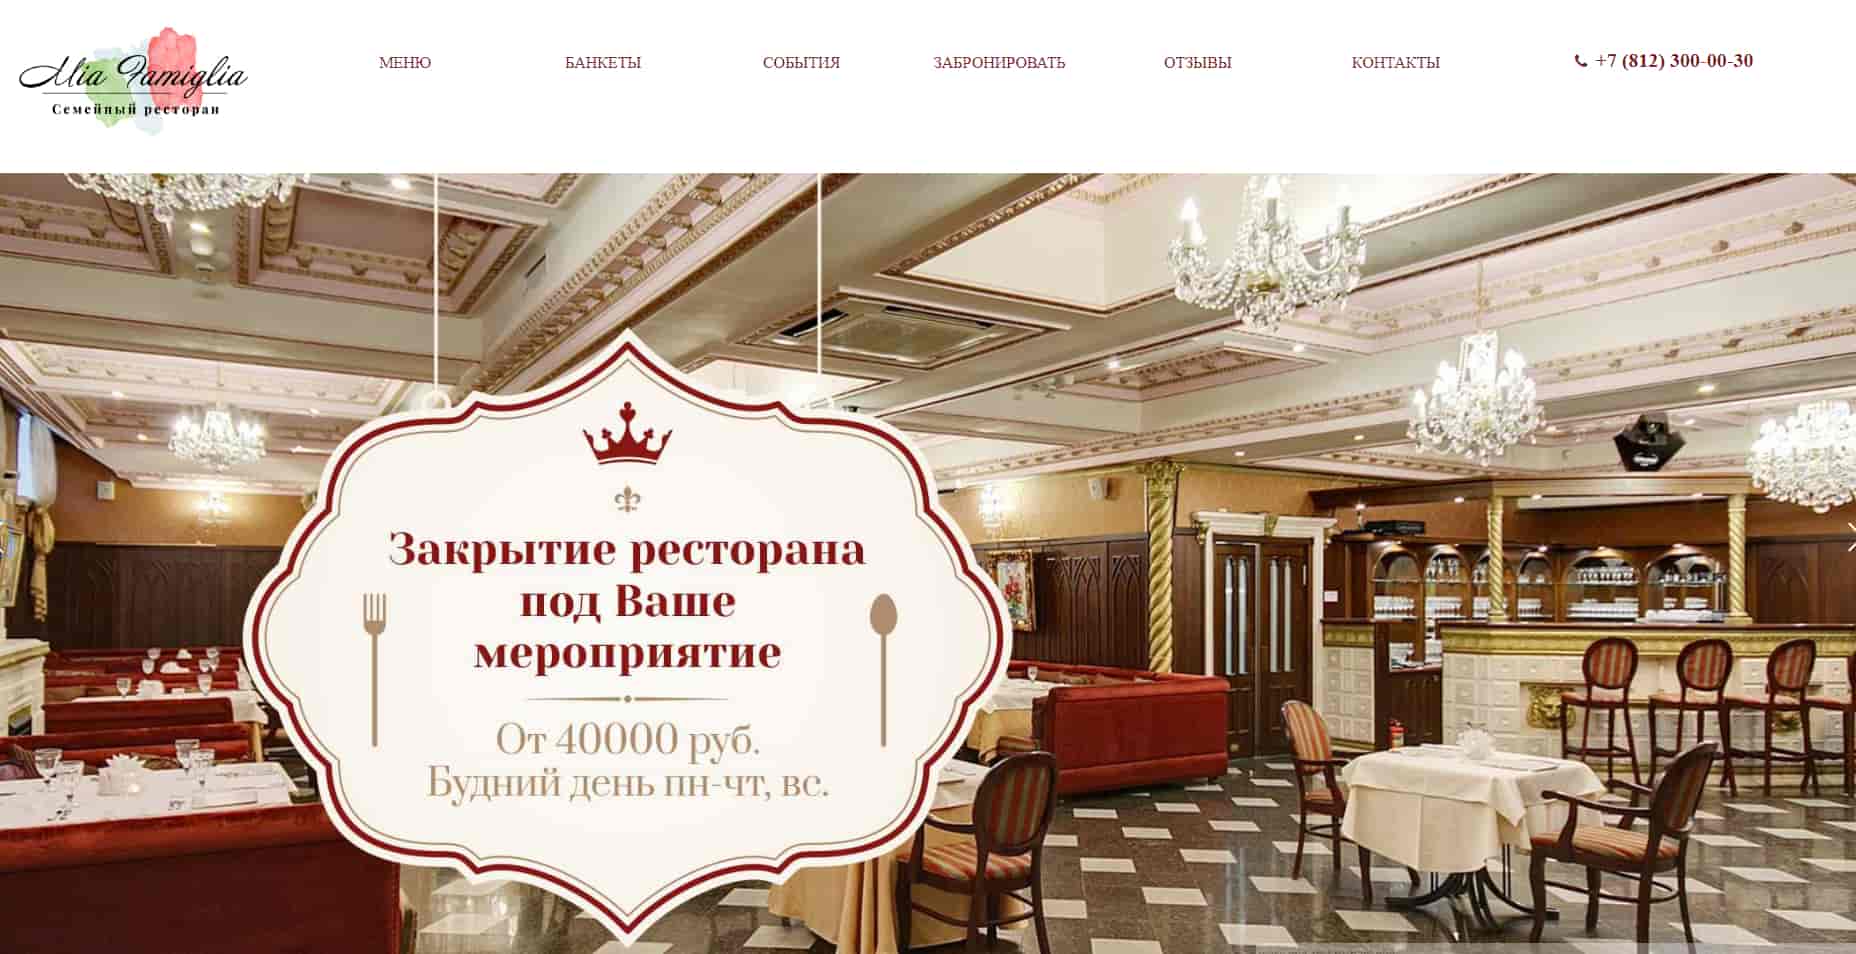 Mia Famiglia
Семейный ресторан
МЕНЮ
БАНКЕТЫ
СОБЫТИЯ
ЗАБРОНИРОВАТЬ
ОТЗЫВЫ
КОНТАКТЫ
+7 (812) 300-00-30
Закрытие ресторана
под Ваше
мероприятие
От 40000 руб.
Будний день пн-чт, вс.